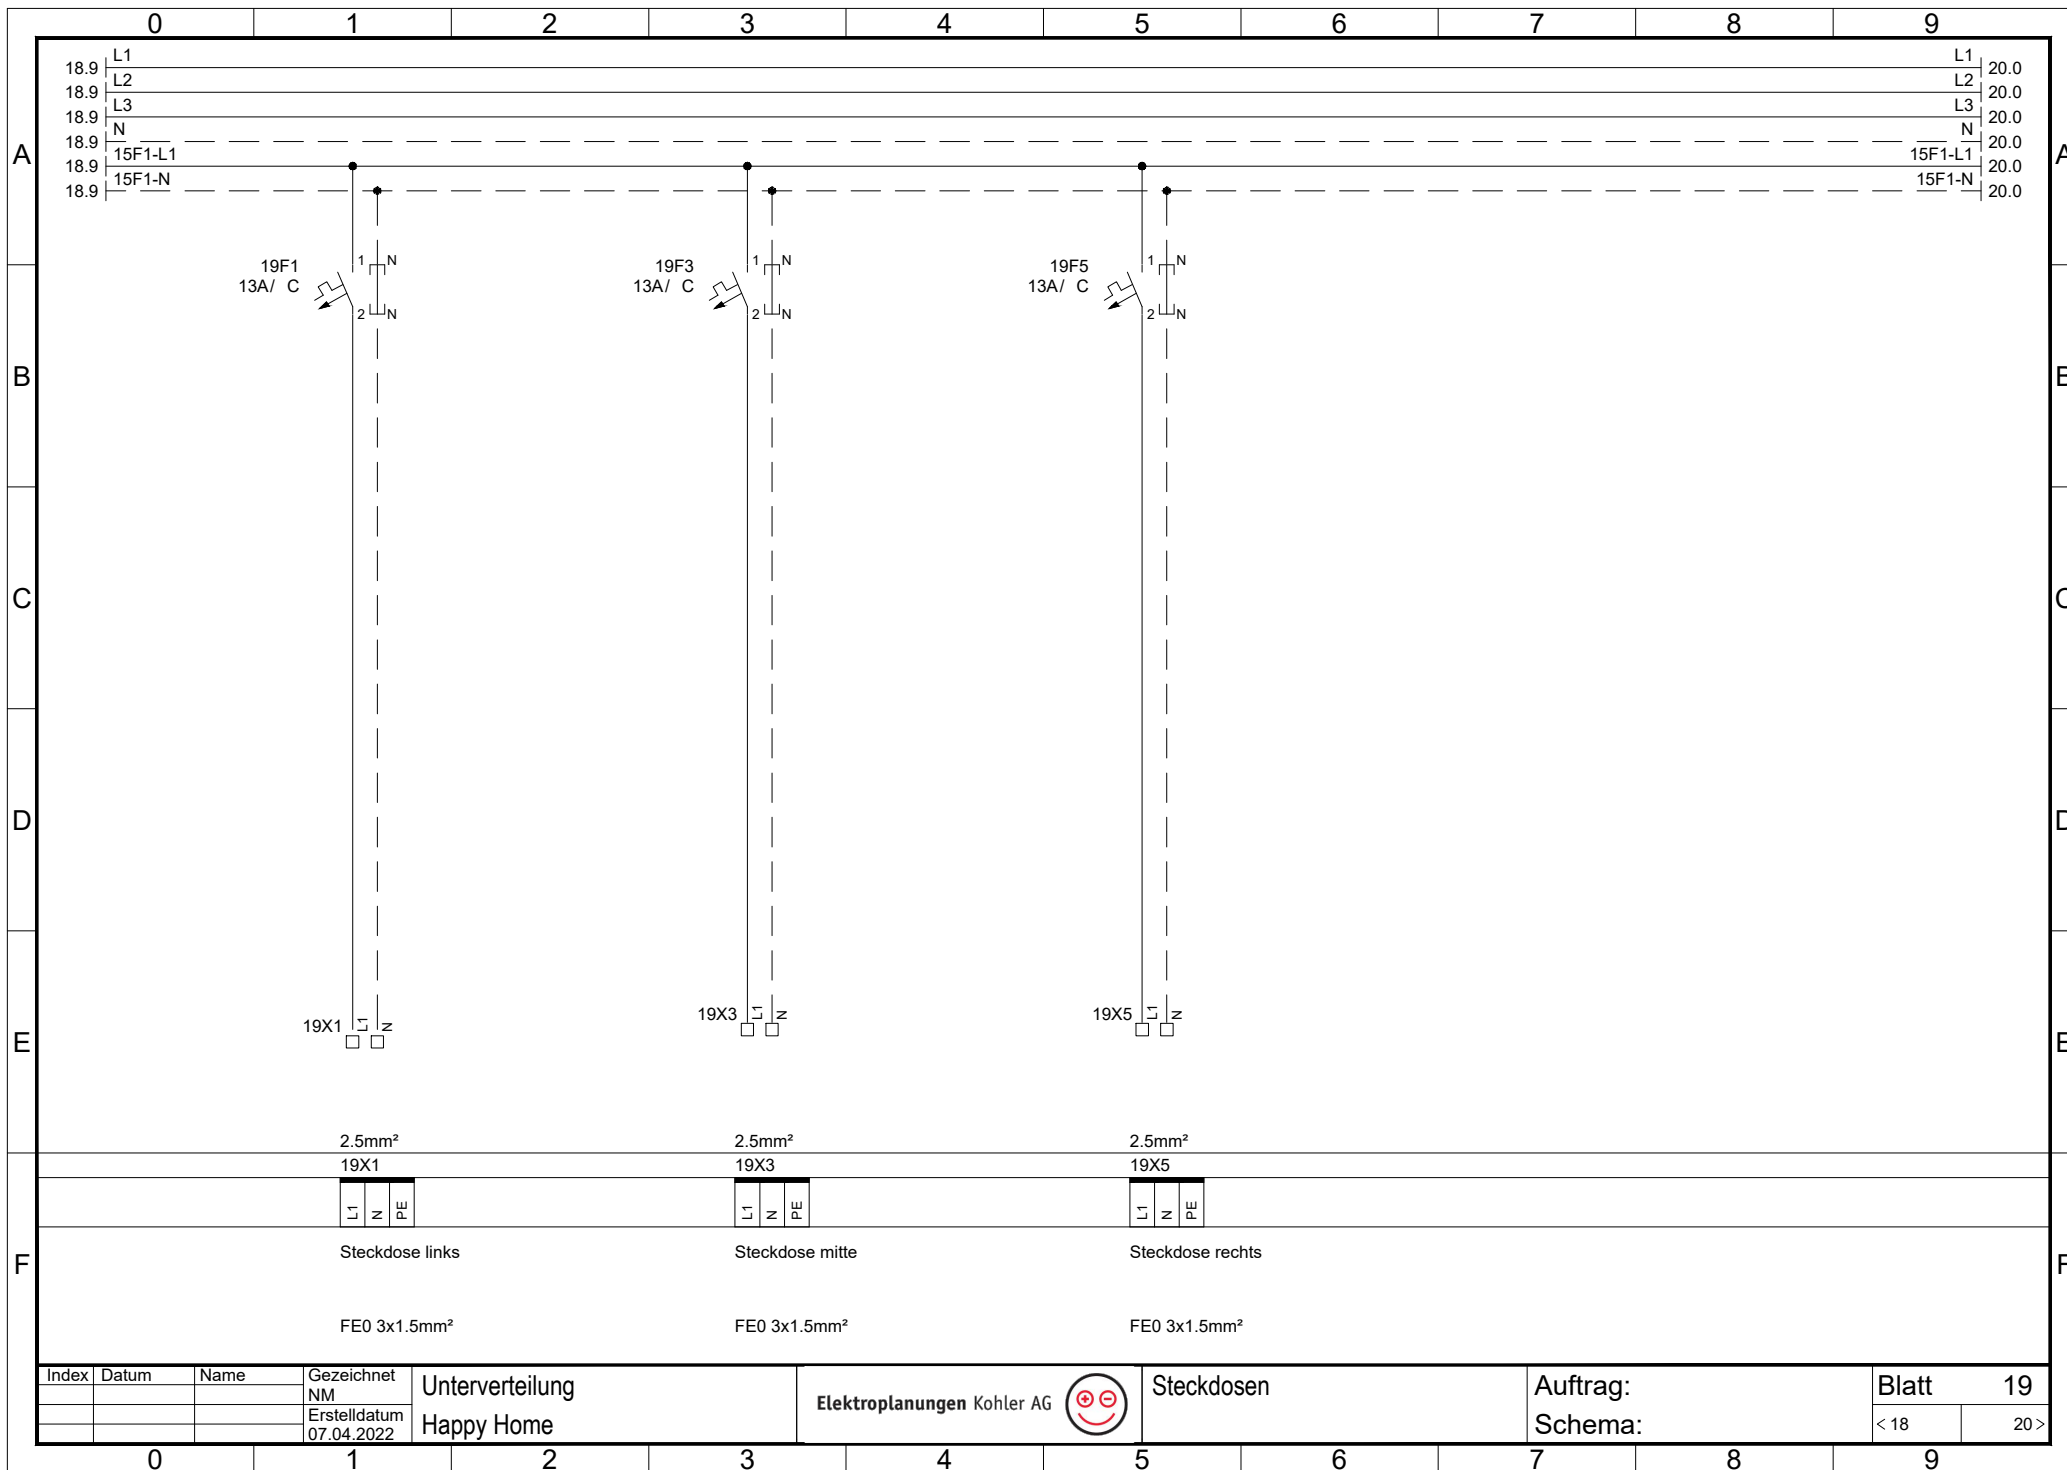 0 1 2 3 4 5 6 7 8 9
L1 L1
18.9 20.0
L2 L2
18.9 20.0
L3 L3
18.9 20.0
N N
18.9 20.0
A A
15F1-L1 15F1-L1
18.9 20.0
15F1-N 15F1-N
18.9 20.0
19F1 1 N 19F3 1 N 19F5 1 N
13A/ C 13A/ C 13A/ C
2 N 2 N 2 N
B B
C C
D D
19X1 L1 N 19X3 L1 N 19X5 L1 N
E E
2.5mm² 2.5mm² 2.5mm²
19X1 19X3 19X5
L1 N PE L1 N PE L1 N PE
Steckdose links Steckdose mitte Steckdose rechts
F F
FE0 3x1.5mm² FE0 3x1.5mm² FE0 3x1.5mm²
Index Datum Name Gezeichnet
NM
Erstelldatum
07.04.2022
Unterverteilung
Happy Home
Elektroplanungen Kohler AG
Steckdosen
Auftrag:
Schema:
Blatt 19
< 18 20 >
0 1 2 3 4 5 6 7 8 9